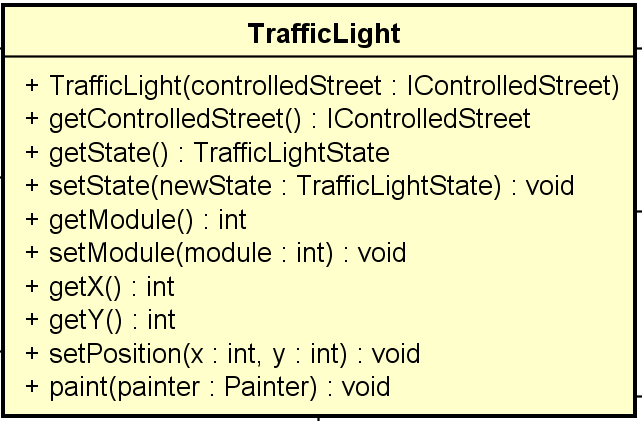 TrafficLight
+ TrafficLight(controlledStreet : IControlledStreet)
+ getControlledStreet() : IControlledStreet
+ getState() : TrafficLightState
+ setState(newState : TrafficLightState) : void
+ getModule() : int
+ setModule(module : int) : void
+ getX() : int
+ getY() : int
+ setPosition(x : int, y : int) : void
+ paint(painter : Painter) : void